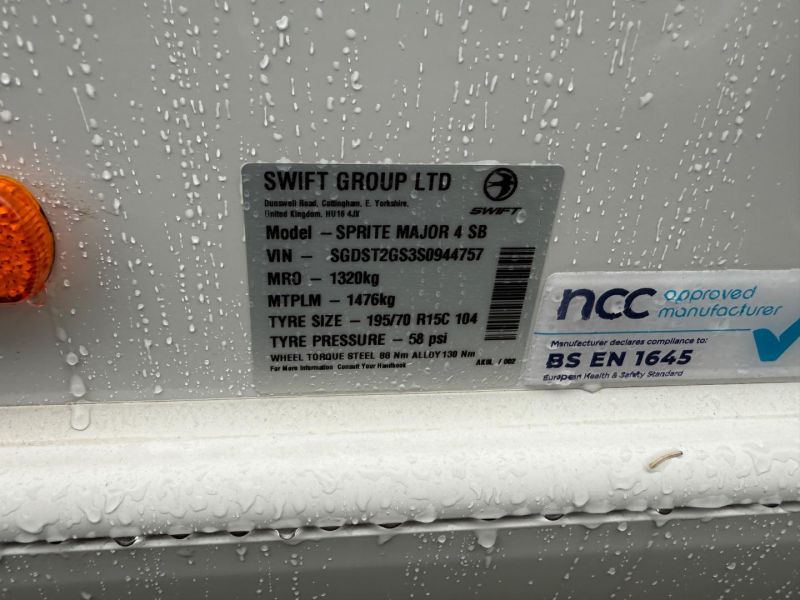 SWIFT GROUP LTD
SWIFT
Dunswell Road, Cottingham, E. Yorkshire,
United Kingdom, HU16 4JX
Model – SPRITE MAJOR 4 SB
VIN – SGDST2GS3S0944757
MRO – 1320kg
MTPLM – 1476kg
TYRE SIZE – 195/70 R15C 104
TYRE PRESSURE – 58 psi
WHEEL TORQUE STEEL 88 Nm ALLOY 130 Nm
For More Information Consult Your Handbook
/ 002
ncc approved manufacturer
Manufacturer declares compliance to:
BS EN 1645
European Health & Safety Standard